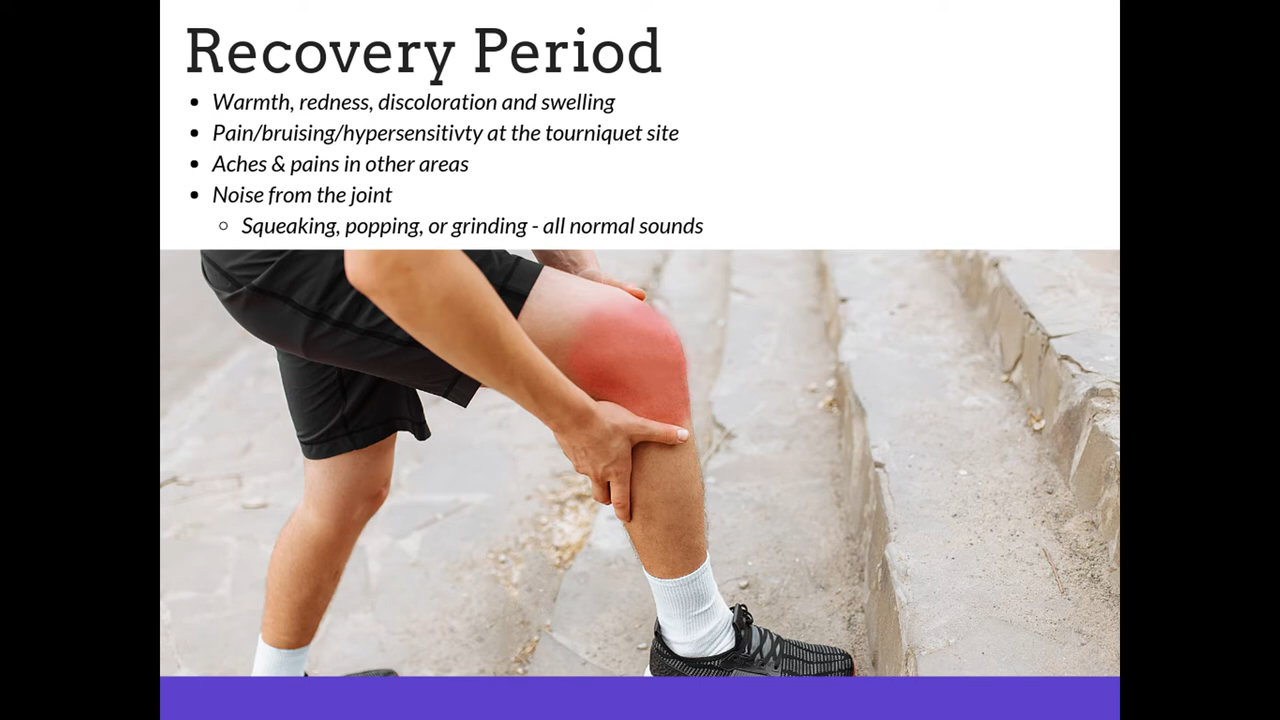 Recovery Period
• Warmth, redness, discoloration and swelling
• Pain/bruising/hypersensitivty at the tourniquet site
• Aches & pains in other areas
• Noise from the joint
○ Squeaking, popping, or grinding - all normal sounds